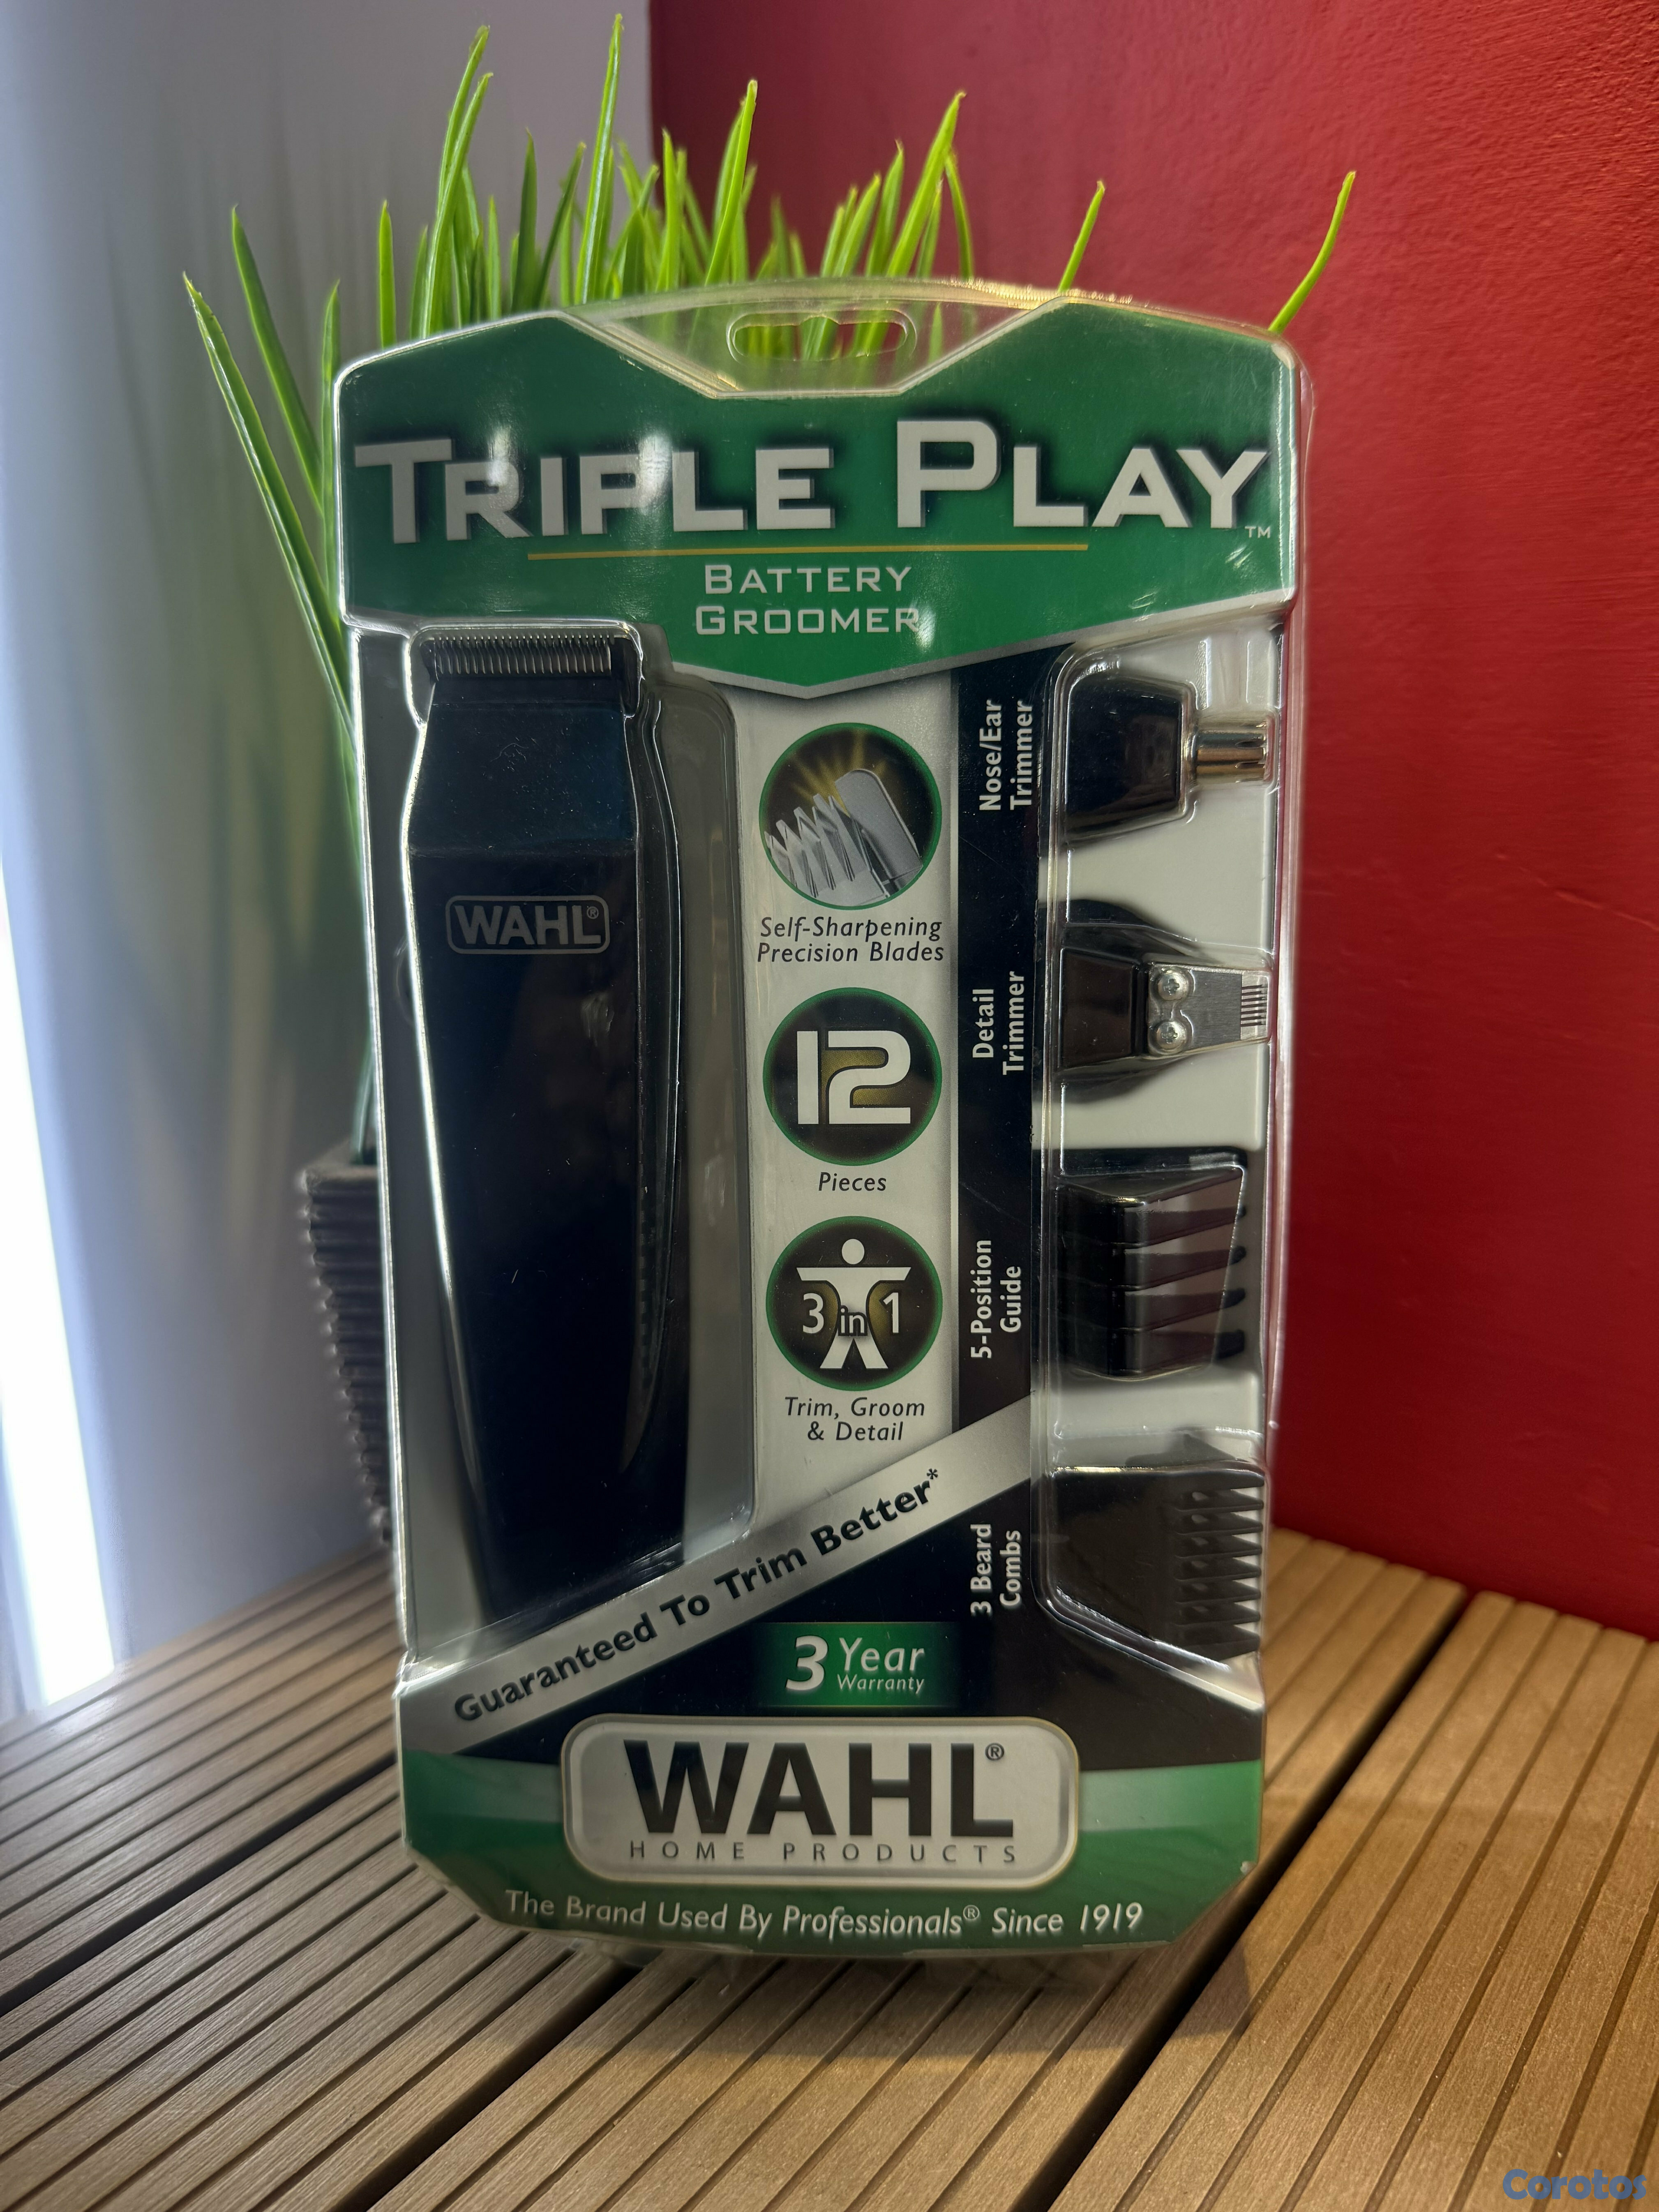 TRIPLE PLAY™
BATTERY
GROOMER
WAHL®
Self-Sharpening
Precision Blades
12
Pieces
3 in 1
Trim, Groom
& Detail
Nose/Ear
Trimmer
Detail
Trimmer
5-Position
Guide
3 Beard
Combs
Guaranteed To Trim Better*
3 Year
Warranty
WAHL®
HOME PRODUCTS
The Brand Used By Professionals® Since 1919
Corotos